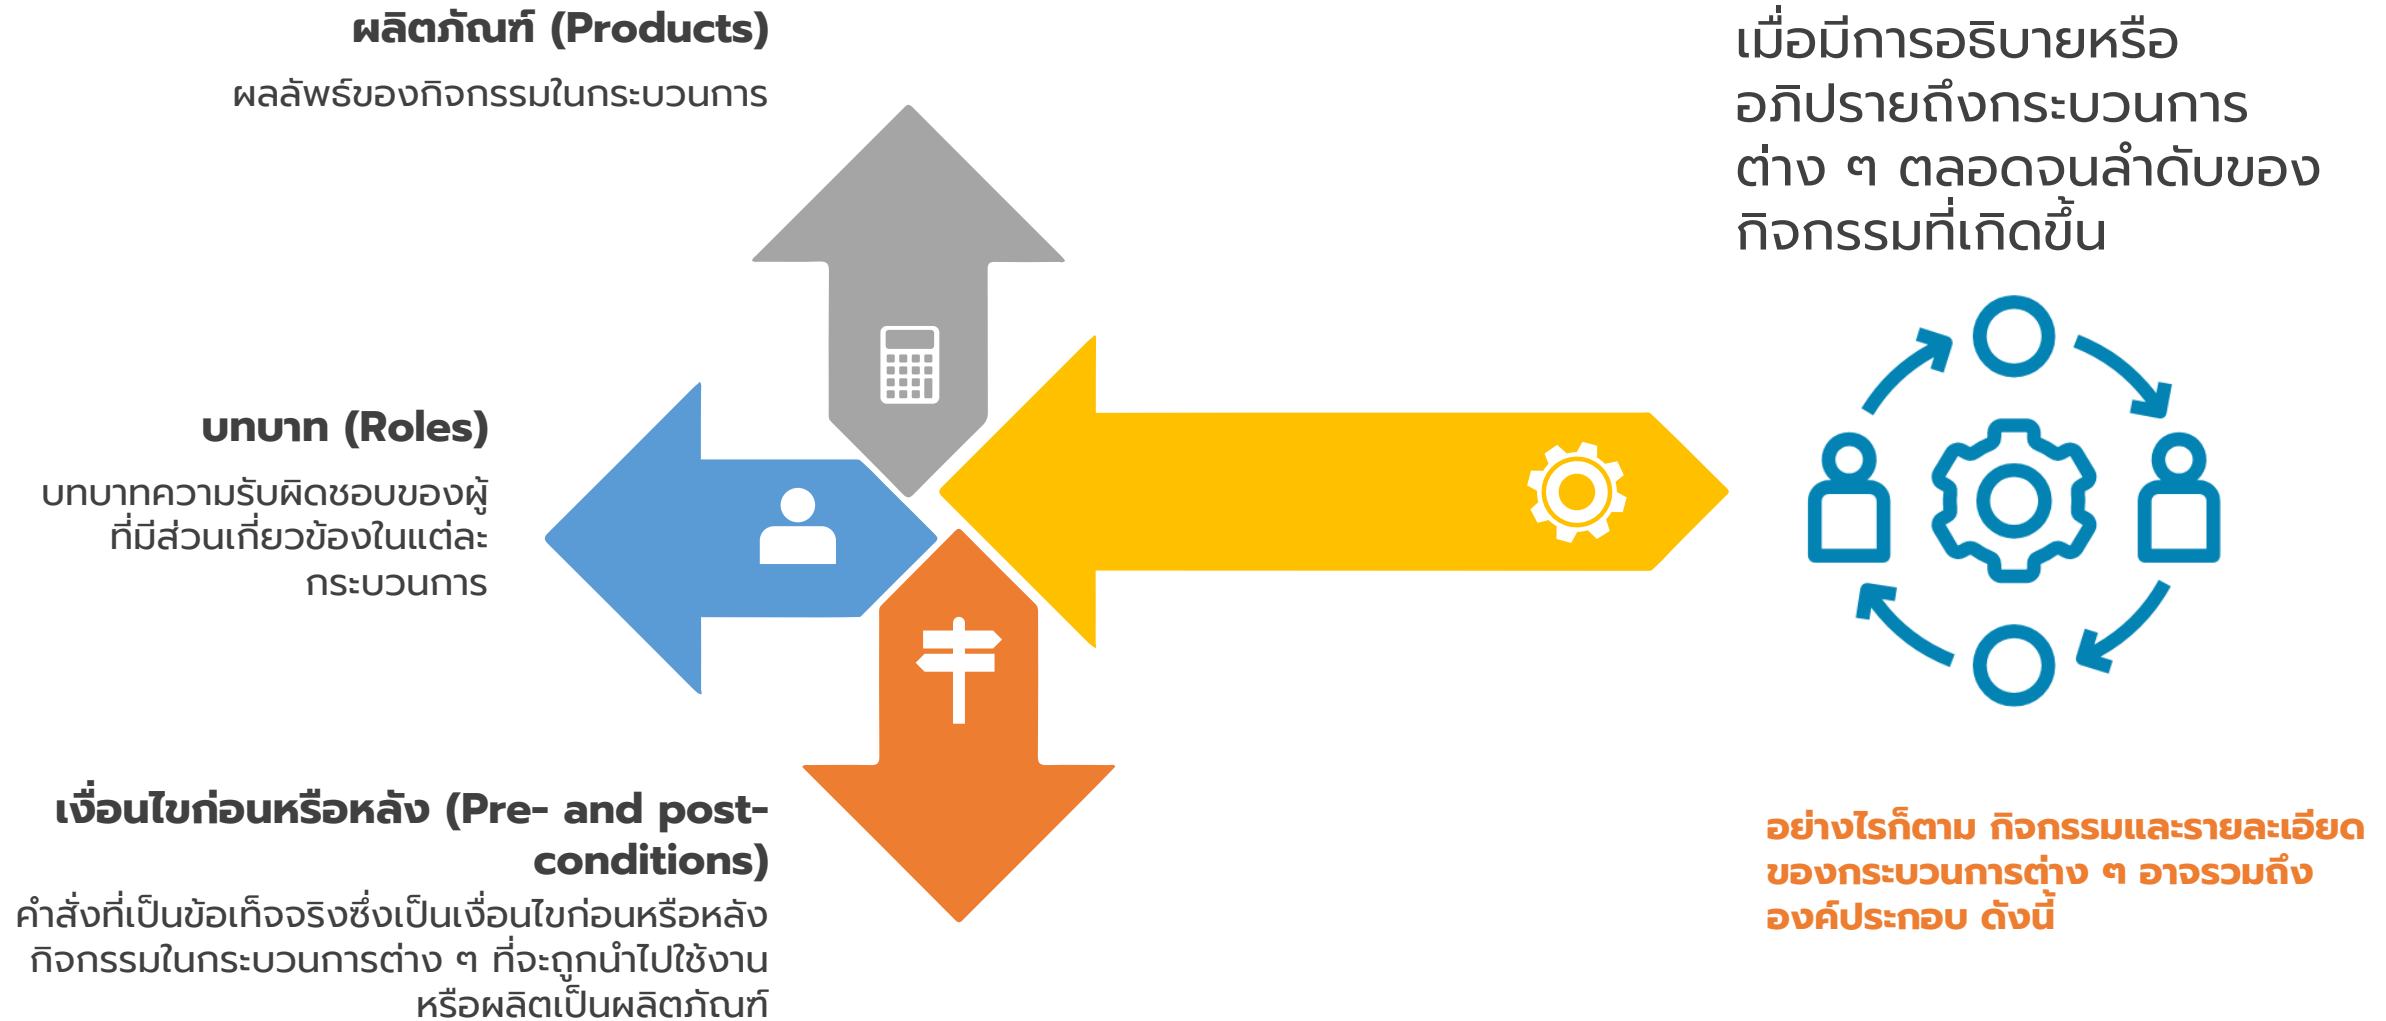 ผลิตภัณฑ์ (Products)
ผลลัพธ์ของกิจกรรมในกระบวนการ
บทบาท (Roles)
บทบาทความรับผิดชอบของผู้
ที่มีส่วนเกี่ยวข้องในแต่ละ
กระบวนการ
เงื่อนไขก่อนหรือหลัง (Pre- and post-
conditions)
คำสั่งที่เป็นข้อเท็จจริงซึ่งเป็นเงื่อนไขก่อนหรือหลัง
กิจกรรมในกระบวนการต่าง ๆ ที่จะถูกนำไปใช้งาน
หรือผลิตเป็นผลิตภัณฑ์
เมื่อมีการอธิบายหรือ
อภิปรายถึงกระบวนการ
ต่าง ๆ ตลอดจนลำดับของ
กิจกรรมที่เกิดขึ้น
อย่างไรก็ตาม กิจกรรมและรายละเอียด
ของกระบวนการต่าง ๆ อาจรวมถึง
องค์ประกอบ ดังนี้